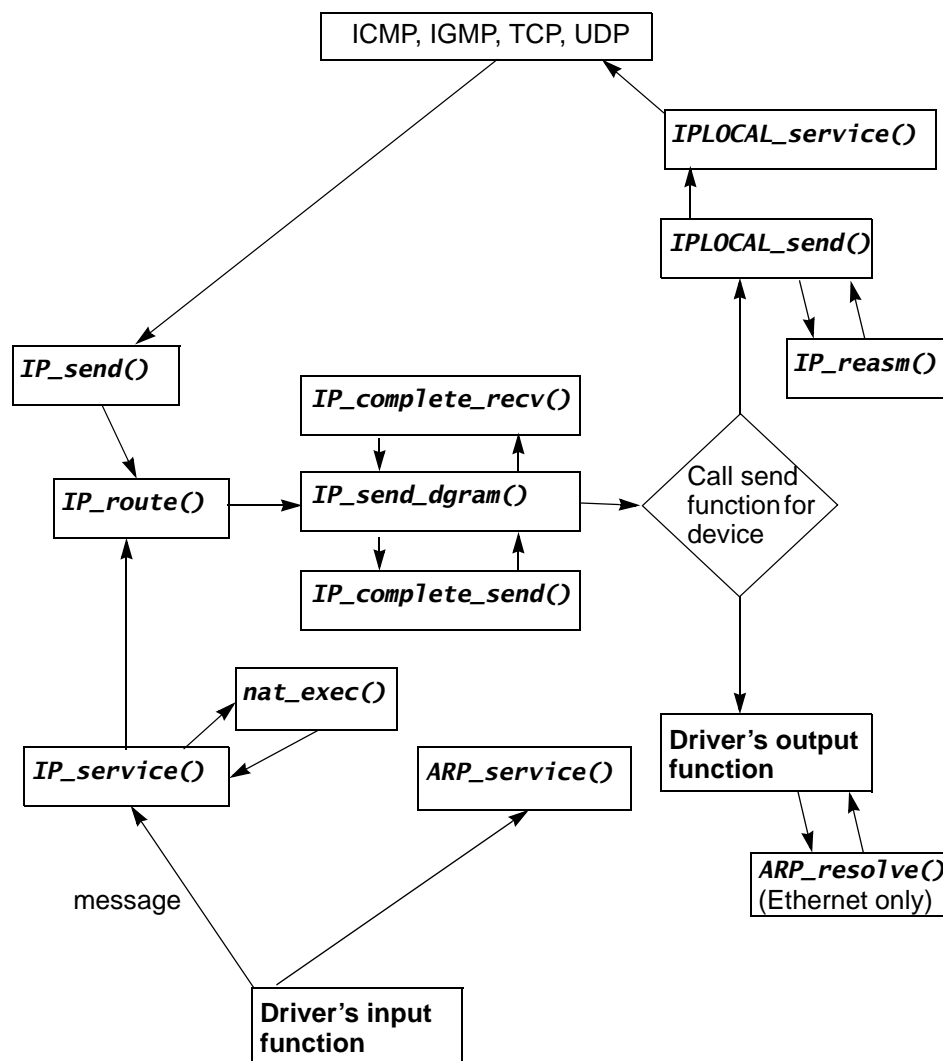 ICMP, IGMP, TCP, UDP
IPLOCAL_service()
IPLOCAL_send()
IP_send()
IP_reasm()
IP_complete_recv()
IP_route()
IP_send_dgram()
Call send
function for
device
IP_complete_send()
nat_exec()
IP_service()
ARP_service()
Driver's output
function
message
ARP_resolve()
(Ethernet only)
Driver's input
function